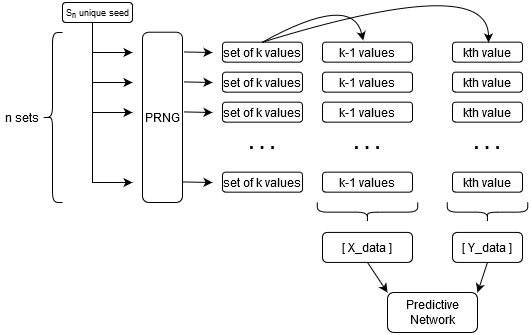 Sn unique seed
set of k values
k-1 values
kth value
set of k values
k-1 values
kth value
n sets
PRNG
set of k values
k-1 values
kth value
. . .
. . .
. . .
set of k values
k-1 values
kth value
[ X_data ]
[ Y_data ]
Predictive
Network